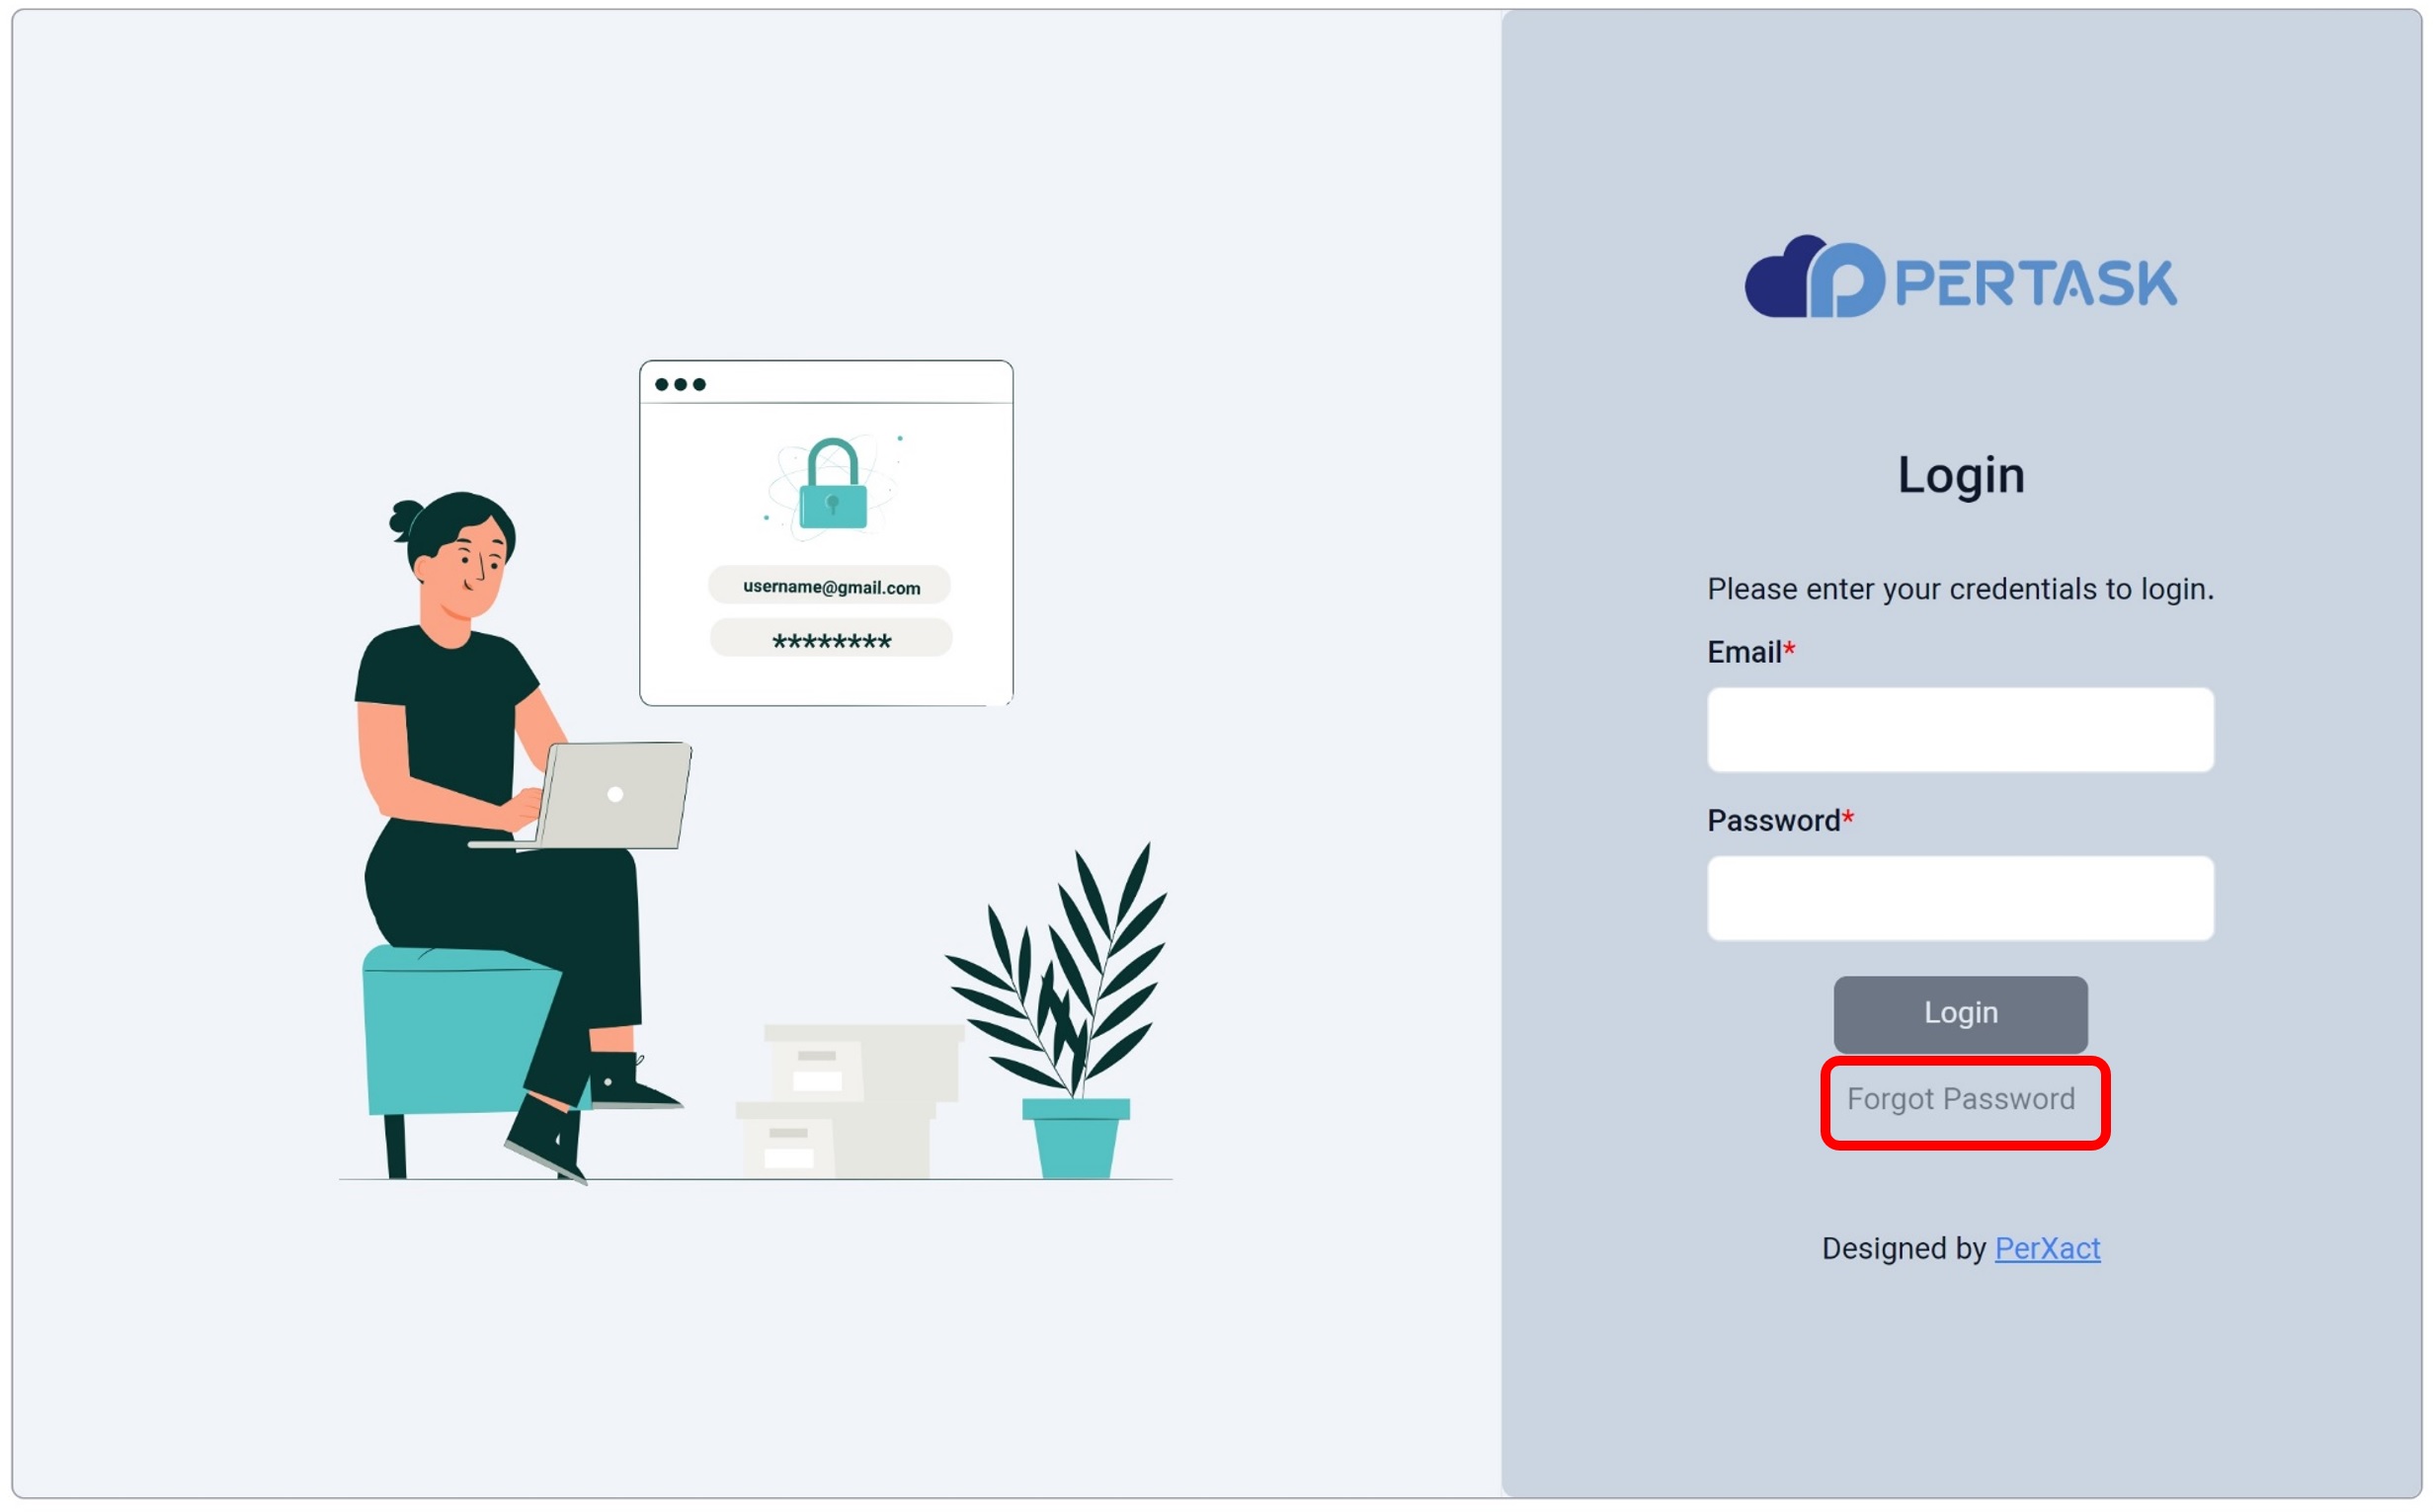 username@gmail.com
********
PERTASK
Login
Please enter your credentials to login.
Email*
Password*
Login
Forgot Password
Designed by PerXact